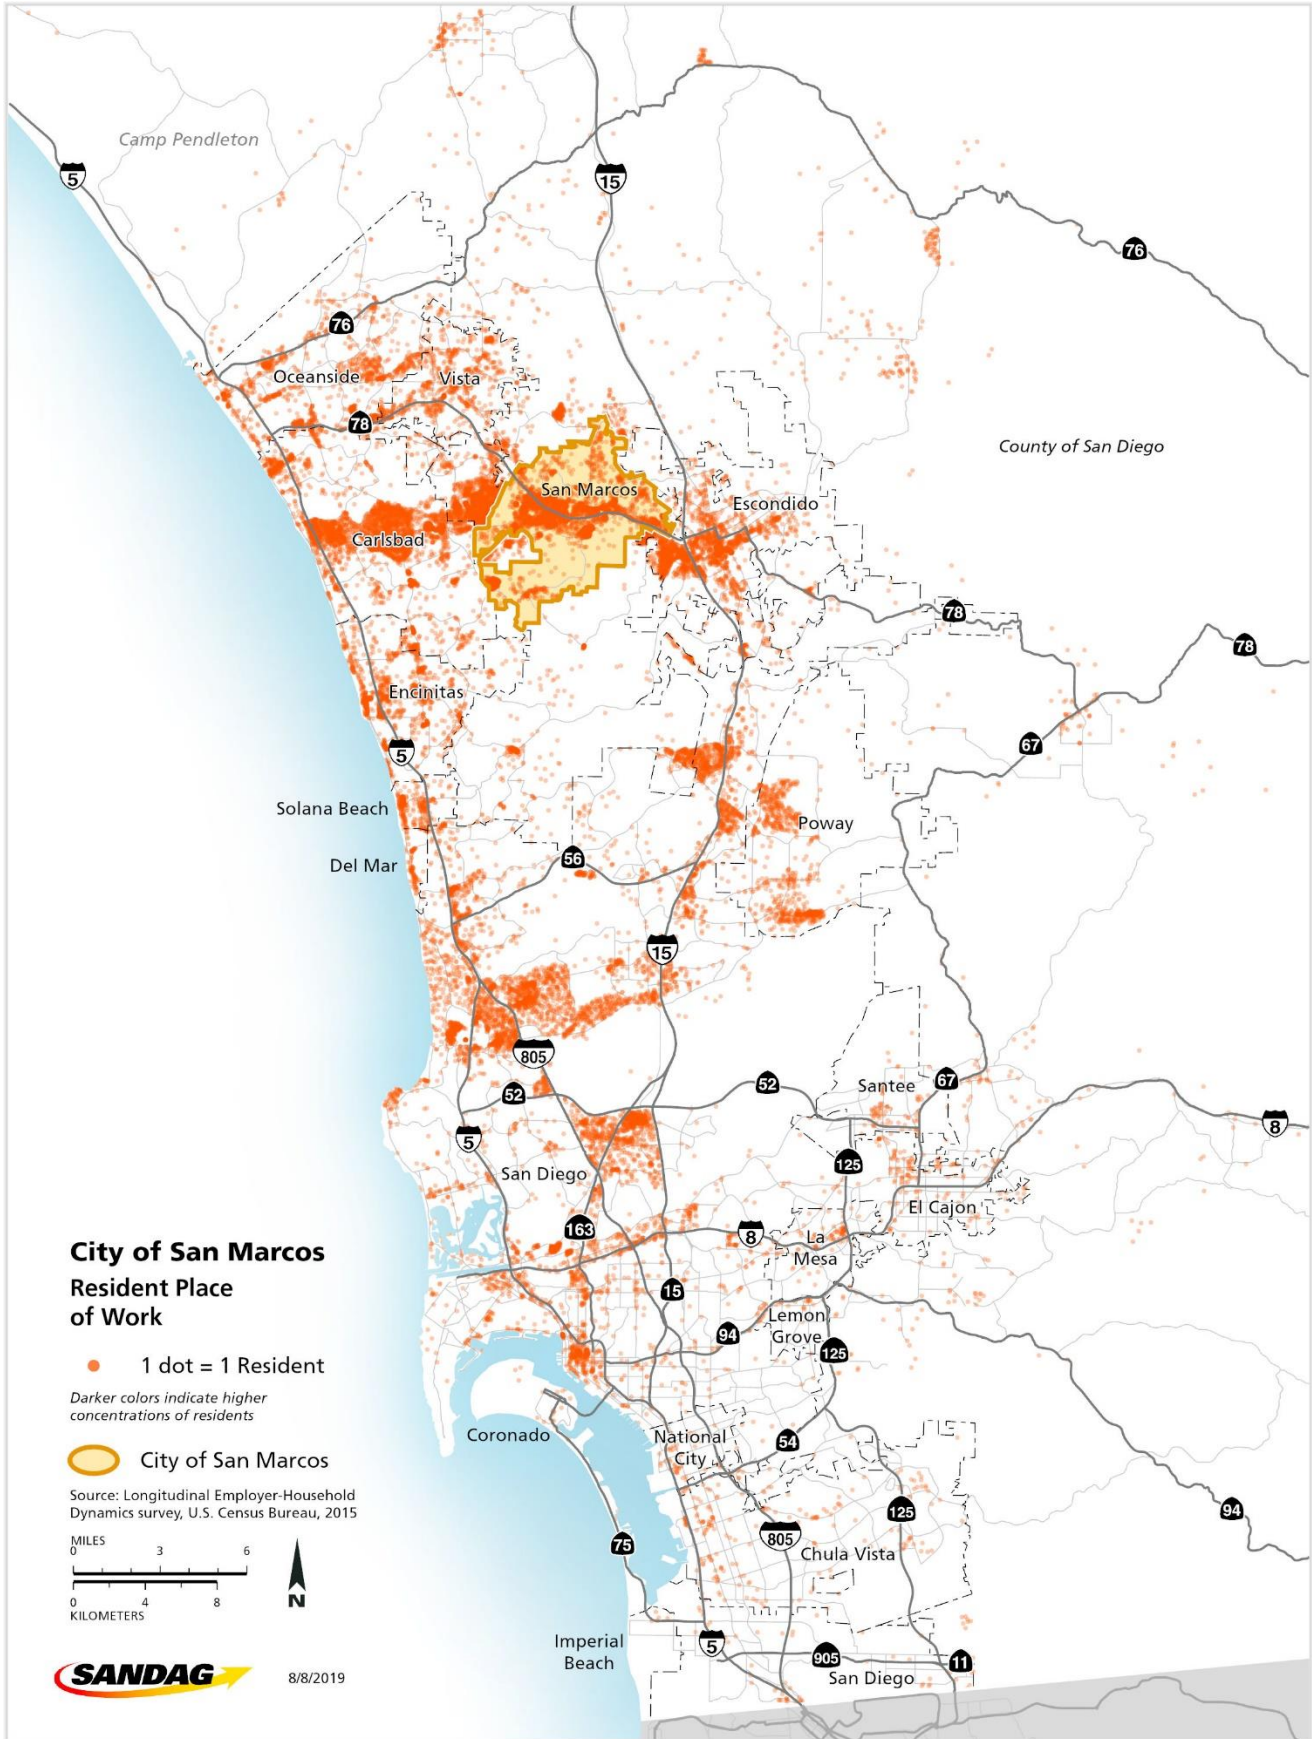 Camp Pendleton
5
15
76
76
Oceanside
Vista
78
County of San Diego
San Marcos
Escondido
Carlsbad
78
78
Encinitas
67
5
Solana Beach
Poway
Del Mar
56
15
805
52
52
Santee
67
5
8
125
San Diego
El Cajon
163
8
La
Mesa
15
Lemon
Grove
94
125
Coronado
National
City
54
125
94
75
805
Chula Vista
Imperial
Beach
5
905
11
San Diego
City of San Marcos
Resident Place
of Work
1 dot = 1 Resident
Darker colors indicate higher
concentrations of residents
City of San Marcos
Source: Longitudinal Employer-Household
Dynamics survey, U.S. Census Bureau, 2015
MILES
0 3 6
0 4 8
KILOMETERS
N
SANDAG
8/8/2019